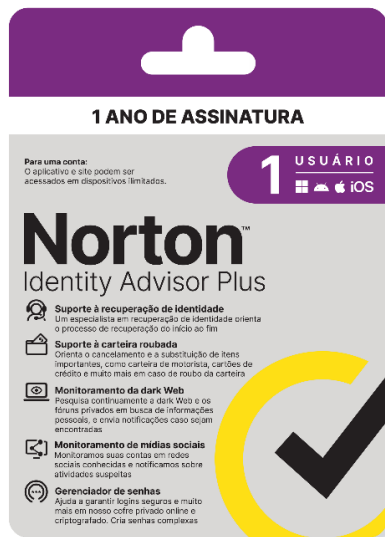 1 ANO DE ASSINATURA
Para uma conta:
O aplicativo e site podem ser
acessados em dispositivos ilimitados.
1 USUÁRIO
iOS
Norton™
Identity Advisor Plus
Suporte à recuperação de identidade
Um especialista em recuperação de identidade orienta
o processo de recuperação do início ao fim
Suporte à carteira roubada
Orienta o cancelamento e a substituição de itens
importantes, como carteira de motorista, cartões de
crédito e muito mais em caso de roubo da carteira
Monitoramento da dark Web
Pesquisa continuamente a dark Web e os
fóruns privados em busca de informações
pessoais, e envia notificações caso sejam
encontradas
Monitoramento de mídias sociais
Monitoramos suas contas em redes
sociais conhecidas e notificamos sobre
atividades suspeitas
Gerenciador de senhas
Ajuda a garantir logins seguros e muito
mais em nosso cofre privado online e
criptografado. Cria senhas complexas